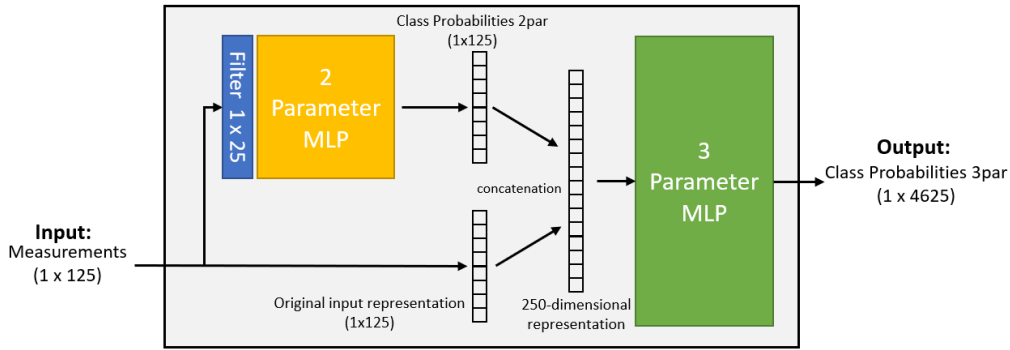 Class Probabilities 2par
(1x125)
Filter 1 x 25
2
Parameter
MLP
3
Parameter
MLP
concatenation
Output:
Class Probabilities 3par
(1 x 4625)
Input:
Measurements
(1 x 125)
Original input representation
(1x125)
250-dimensional
representation